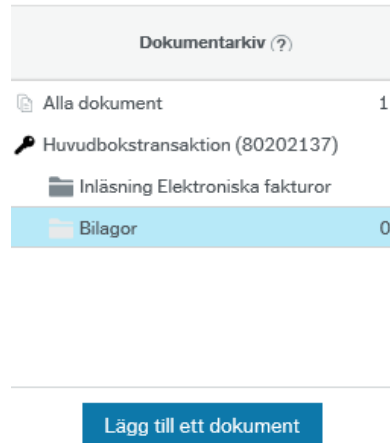 Dokumentarkiv (?)
Alla dokument 1
Huvudbokstransaktion (80202137)
Inläsning Elektroniska fakturor
Bilagor 0
Lägg till ett dokument